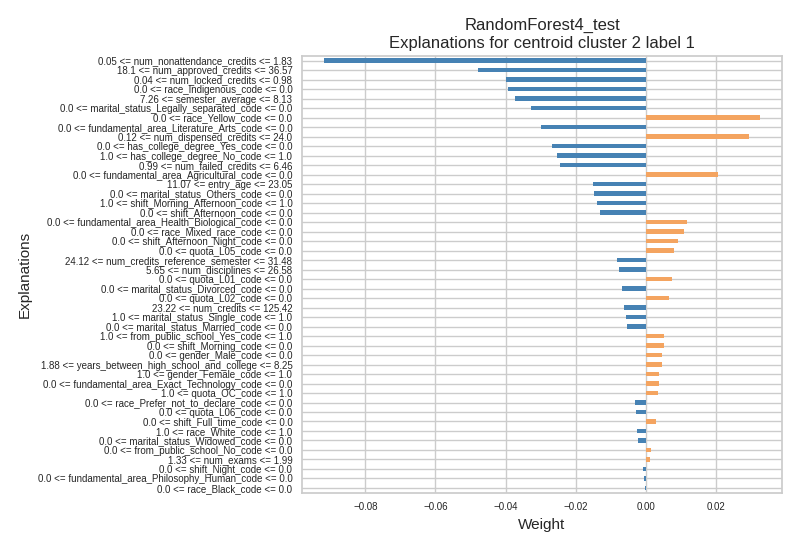 RandomForest4_test
Explanations for centroid cluster 2 label 1
0.05 <= num_nonattendance_credits <= 1.83
18.1 <= num_approved_credits <= 36.57
0.04 <= num_locked_credits <= 0.98
0.0 <= race_Indigenous_code <= 0.0
7.26 <= semester_average <= 8.13
0.0 <= marital_status_Legally_separated_code <= 0.0
0.0 <= race_Yellow_code <= 0.0
0.0 <= fundamental_area_Literature_Arts_code <= 0.0
0.12 <= num_dispensed_credits <= 24.0
0.0 <= has_college_degree_Yes_code <= 0.0
1.0 <= has_college_degree_No_code <= 1.0
0.99 <= num_failed_credits <= 6.46
0.0 <= fundamental_area_Agricultural_code <= 0.0
11.07 <= entry_age <= 23.05
0.0 <= marital_status_Others_code <= 0.0
1.0 <= shift_Morning_Afternoon_code <= 1.0
0.0 <= shift_Afternoon_code <= 0.0
0.0 <= fundamental_area_Health_Biological_code <= 0.0
0.0 <= race_Mixed_race_code <= 0.0
0.0 <= shift_Afternoon_Night_code <= 0.0
0.0 <= quota_L05_code <= 0.0
24.12 <= num_credits_reference_semester <= 31.48
5.65 <= num_disciplines <= 26.58
0.0 <= quota_L01_code <= 0.0
0.0 <= marital_status_Divorced_code <= 0.0
0.0 <= quota_L02_code <= 0.0
23.22 <= num_credits <= 125.42
1.0 <= marital_status_Single_code <= 1.0
0.0 <= marital_status_Married_code <= 0.0
1.0 <= from_public_school_Yes_code <= 1.0
0.0 <= shift_Morning_code <= 0.0
0.0 <= gender_Male_code <= 0.0
1.88 <= years_between_high_school_and_college <= 8.25
1.0 <= gender_Female_code <= 1.0
0.0 <= fundamental_area_Exact_Technology_code <= 0.0
1.0 <= quota_OC_code <= 1.0
0.0 <= race_Prefer_not_to_declare_code <= 0.0
0.0 <= quota_L06_code <= 0.0
0.0 <= shift_Full_time_code <= 0.0
1.0 <= race_White_code <= 1.0
0.0 <= marital_status_Widowed_code <= 0.0
0.0 <= from_public_school_No_code <= 0.0
1.33 <= num_exams <= 1.99
0.0 <= shift_Night_code <= 0.0
0.0 <= fundamental_area_Philosophy_Human_code <= 0.0
0.0 <= race_Black_code <= 0.0
Explanations
−0.08 −0.06 −0.04 −0.02 0.00 0.02
Weight